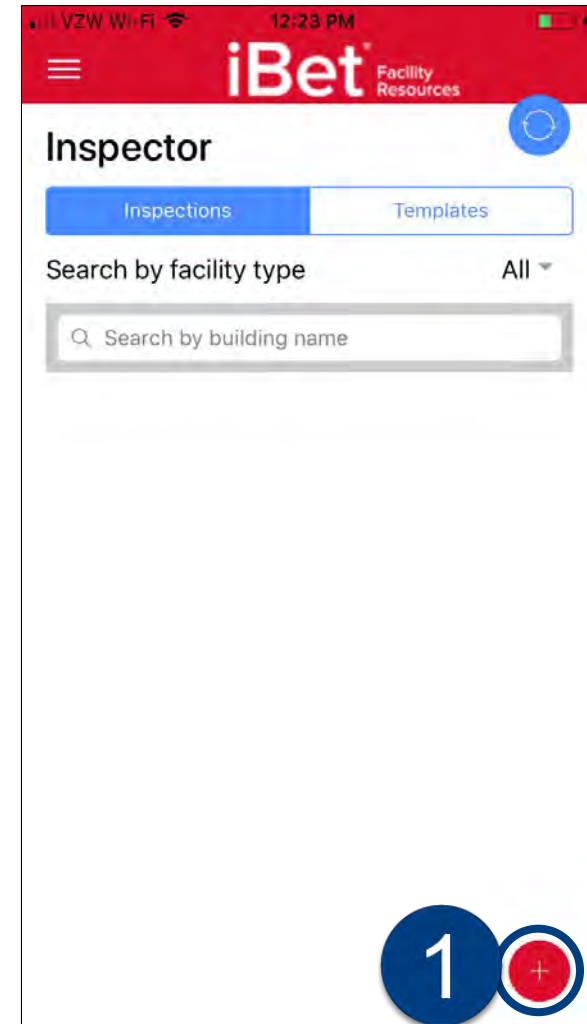 VZW Wi-Fi 12:23 PM
iBet Facility Resources
Inspector
Inspections Templates
Search by facility type All
Search by building name
1 +